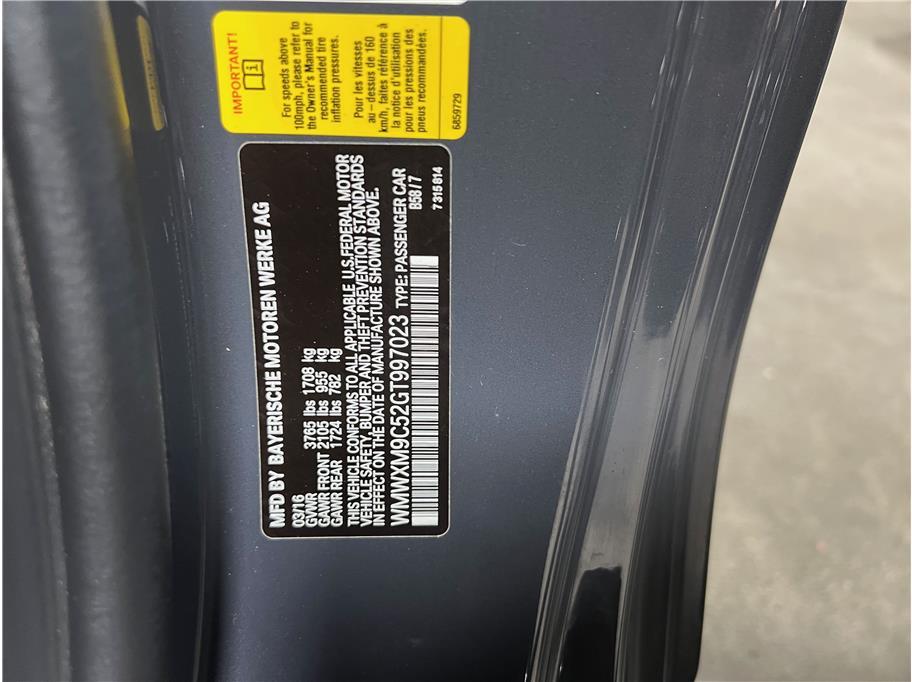 IMPORTANT!
i
For speeds above
100mph, please refer to
the Owner's Manual for
recommended tire
inflation pressures.
Pour les vitesses
au-dessus de 160
km/h, faites référence à
la notice d'utilisation
pour les pressions des
pneus recommandées.
6859729
MFD BY BAYERISCHE MOTOREN WERKE AG
03/16
GVWR 3765 lbs 1708 kg
GAWR FRONT 2105 lbs 955 kg
GAWR REAR 1724 lbs 782 kg
THIS VEHICLE CONFORMS TO ALL APPLICABLE U.S. FEDERAL MOTOR
VEHICLE SAFETY, BUMPER AND THEFT PREVENTION STANDARDS
IN EFFECT ON THE DATE OF MANUFACTURE SHOWN ABOVE.
WMWXM9C52GT997023 TYPE: PASSENGER CAR
B58/7
7315814